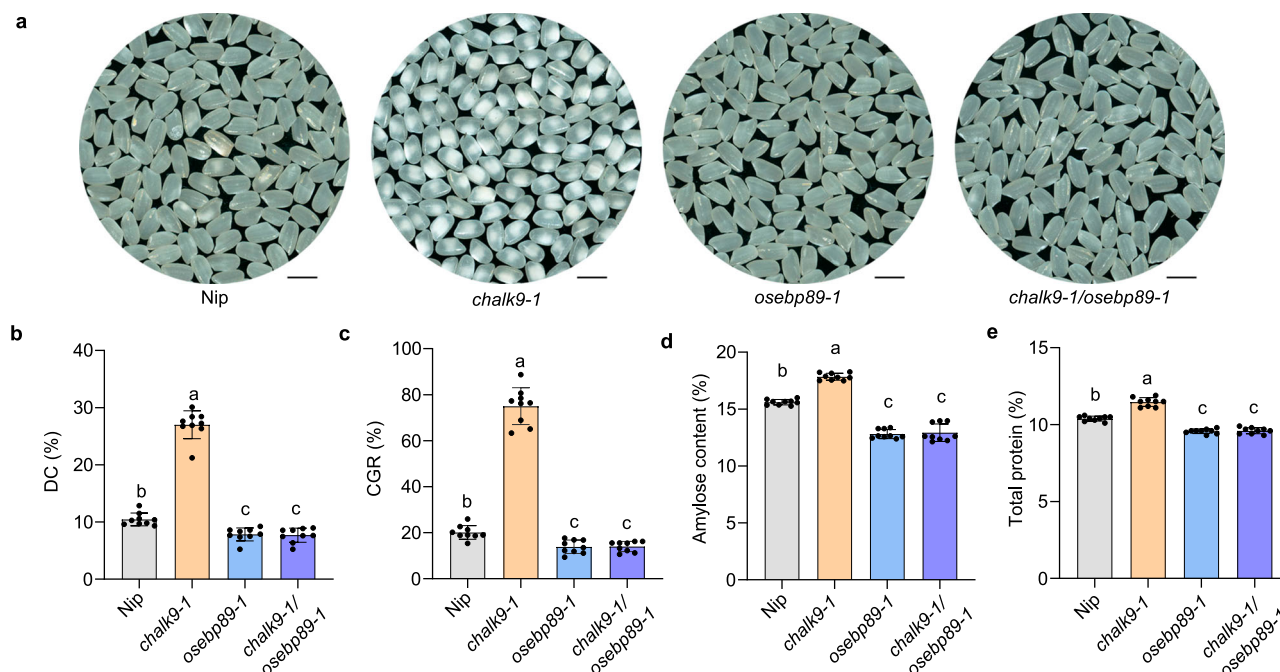 a
Nip
chalk9-1
osebp89-1
chalk9-1/osebp89-1
b
DC (%)
40
30
20
10
0
b
a
c
c
Nip
chalk9-1
osebp89-1
chalk9-1/
osebp89-1
c
CGR (%)
100
80
60
40
20
0
b
a
c
c
Nip
chalk9-1
osebp89-1
chalk9-1/
osebp89-1
d
Amylose content (%)
20
15
10
5
0
b
a
c
c
Nip
chalk9-1
osebp89-1
chalk9-1/
osebp89-1
e
Total protein (%)
15
10
5
0
b
a
c
c
Nip
chalk9-1
osebp89-1
chalk9-1/
osebp89-1